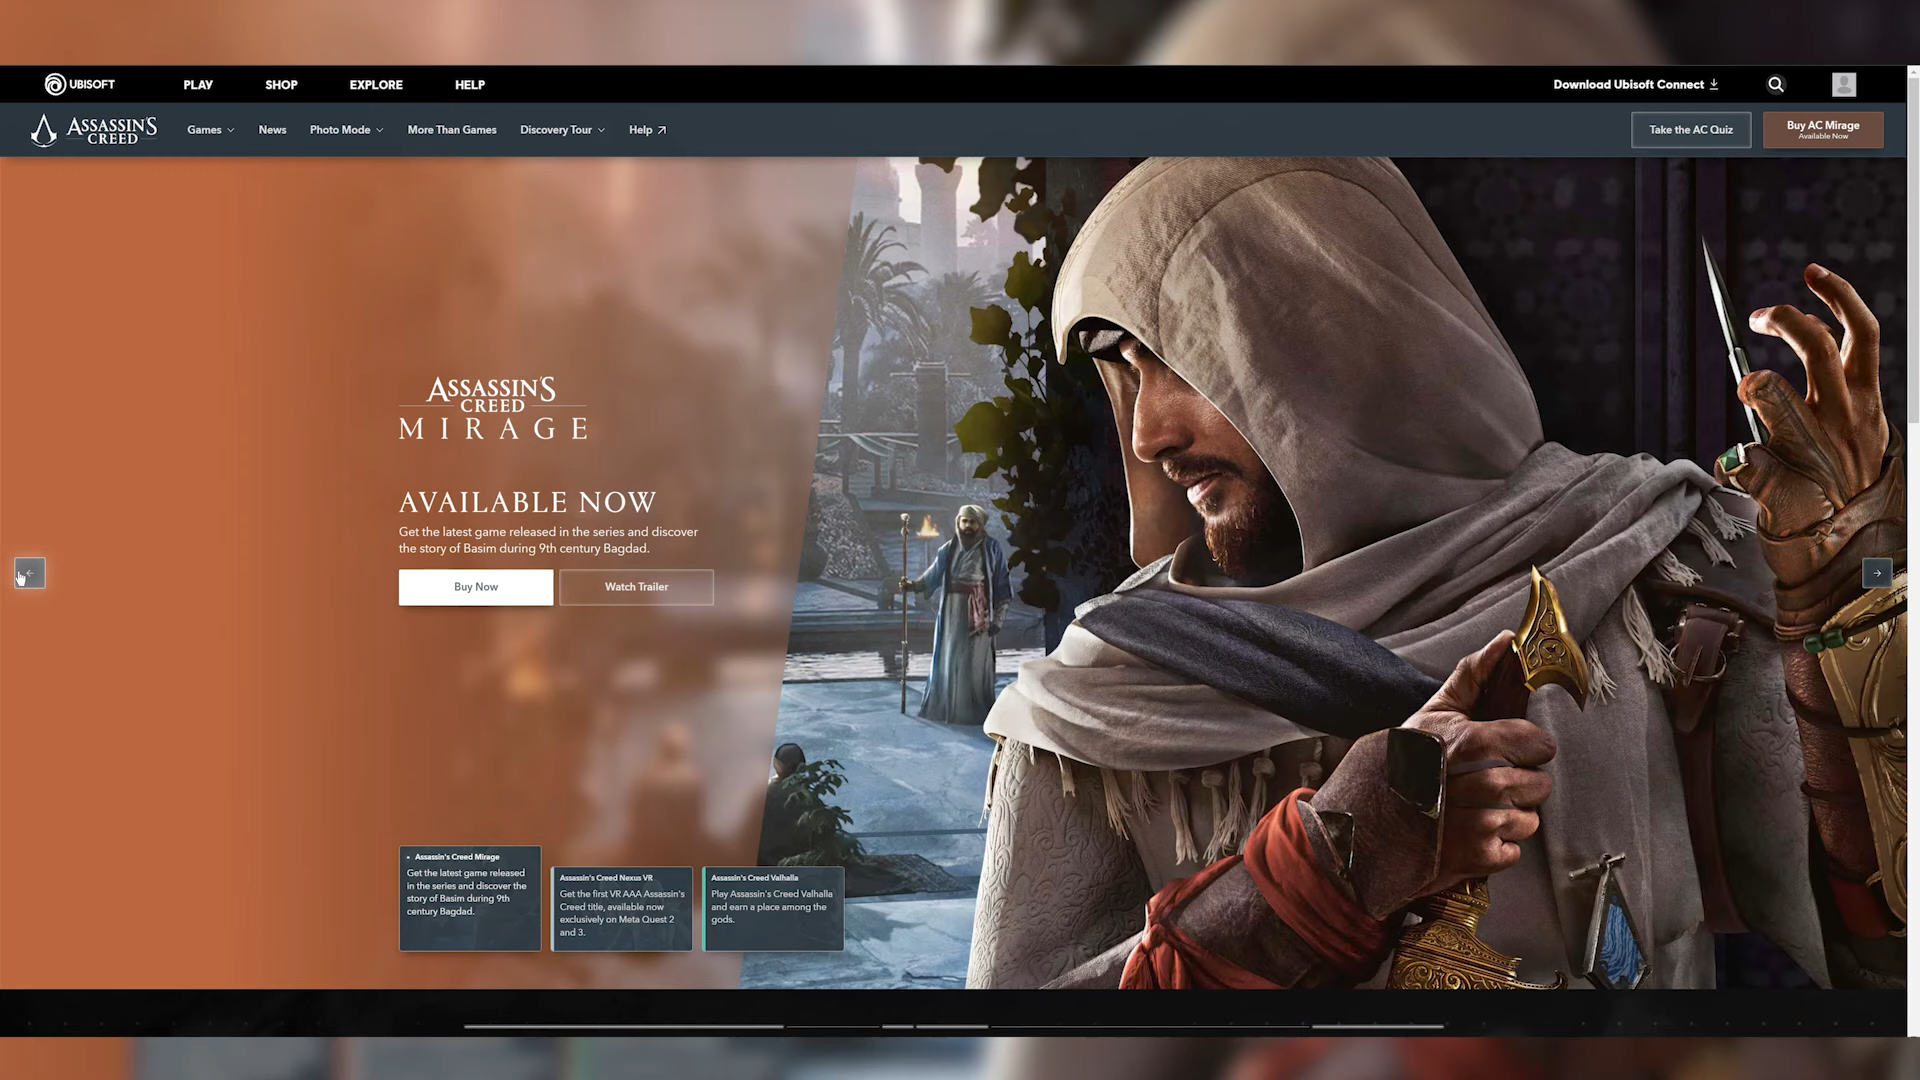 UBISOFT
PLAY
SHOP
EXPLORE
HELP
Download Ubisoft Connect
ASSASSIN'S
CREED
Games
News
Photo Mode
More Than Games
Discovery Tour
Help
Take the AC Quiz
Buy AC Mirage
Available Now
ASSASSIN'S
CREED
MIRAGE
AVAILABLE NOW
Get the latest game released in the series and discover
the story of Basim during 9th century Bagdad.
Buy Now
Watch Trailer
Assassin's Creed Mirage
Get the latest game released
in the series and discover the
story of Basim during 9th
century Bagdad.
Assassin's Creed Nexus VR
Get the first VR AAA Assassin's
Creed title, available now
exclusively on Meta Quest 2
and 3.
Assassin's Creed Valhalla
Play Assassin's Creed Valhalla
and earn a place among the
gods.